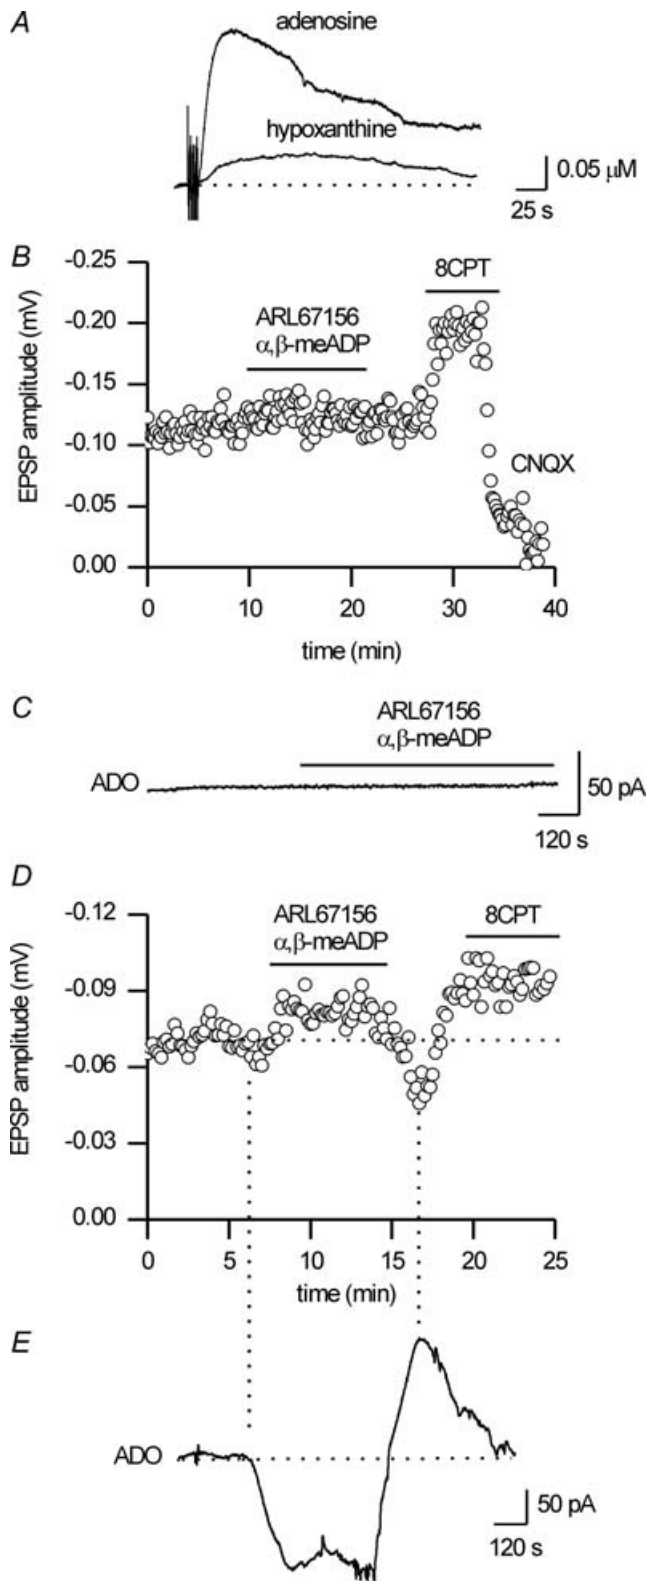 A
adenosine
hypoxanthine
0.05 µM
25 s
B
-0.25
-0.20
-0.15
-0.10
-0.05
0.00
EPSP amplitude (mV)
8CPT
ARL67156
α,β-meADP
CNQX
0 10 20 30 40
time (min)
C
ARL67156
α,β-meADP
ADO
50 pA
120 s
D
-0.12
-0.09
-0.06
-0.03
0.00
EPSP amplitude (mV)
ARL67156
α,β-meADP
8CPT
0 5 10 15 20 25
time (min)
E
ADO
50 pA
120 s